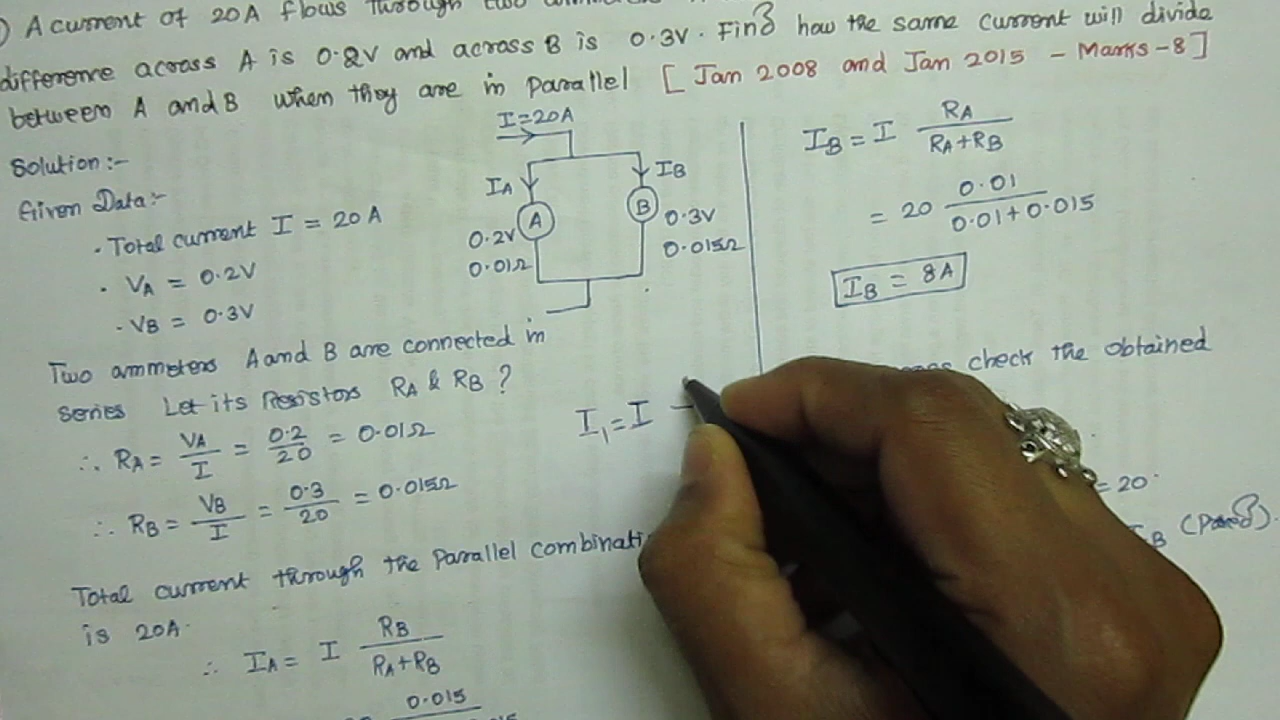 ) A current of 20A flows through two
difference across A is 0.2V and across B is 0.3V. Find how the same current will divide
between A and B when they are in parallel [Jan 2008 and Jan 2015 - Marks-8]
Solution:-
Given Data:-
· Total current I = 20A
· VA = 0.2V
· VB = 0.3V
Two ammeters A and B are connected in
series Let its Resistors RA & RB ?
∴ RA = VA/I = 0.2/20 = 0.01Ω
∴ RB = VB/I = 0.3/20 = 0.015Ω
Total current through the parallel
is 20A.
∴ IA = I RB/RA+RB
0.015
I=20A
IA
IB
A
B
0.2V
0.01Ω
0.3V
0.015Ω
I1 = I
IB = I RA/RA+RB
= 20 0.01/0.01+0.015
IB = 8A
check the obtained
= 20.